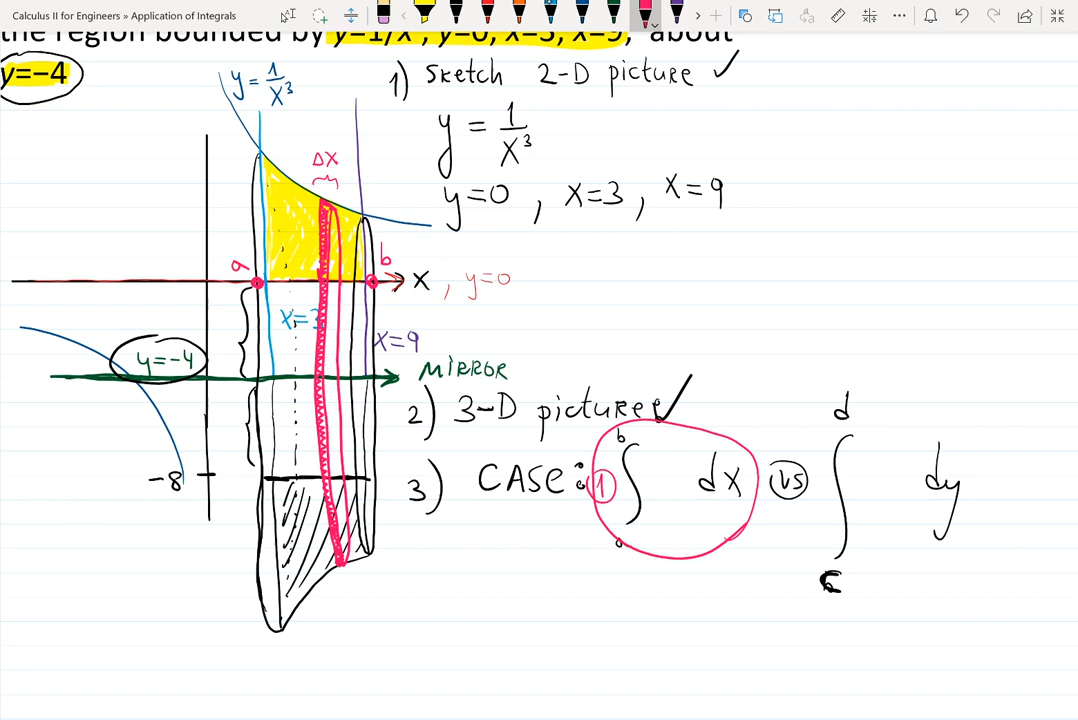 Calculus II for Engineers » Application of Integrals
the region bounded by y=1/x³, y=0, x=3, x=9, about
y=−4
1) Sketch 2-D picture ✓
y = 1/x³
y = 1/x³
Δx
y=0, x=3, x=9
a
b
x, y=0
x=3
x=9
y=-4
MIRROR
2) 3-D picture ✓
-8
3) CASE: ① ∫ₐᵇ dx vs ∫ dy
d
c